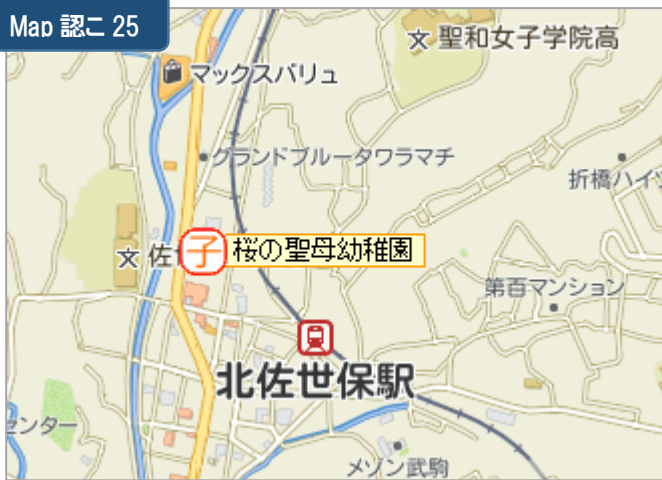 Map 認こ 25
文 聖和女子学院高
マックスバリュ
グランドブルータワラマチ
折橋ハイツ
文 佐世
子 桜の聖母幼稚園
第百マンション
北佐世保駅
センター
メゾン武駒